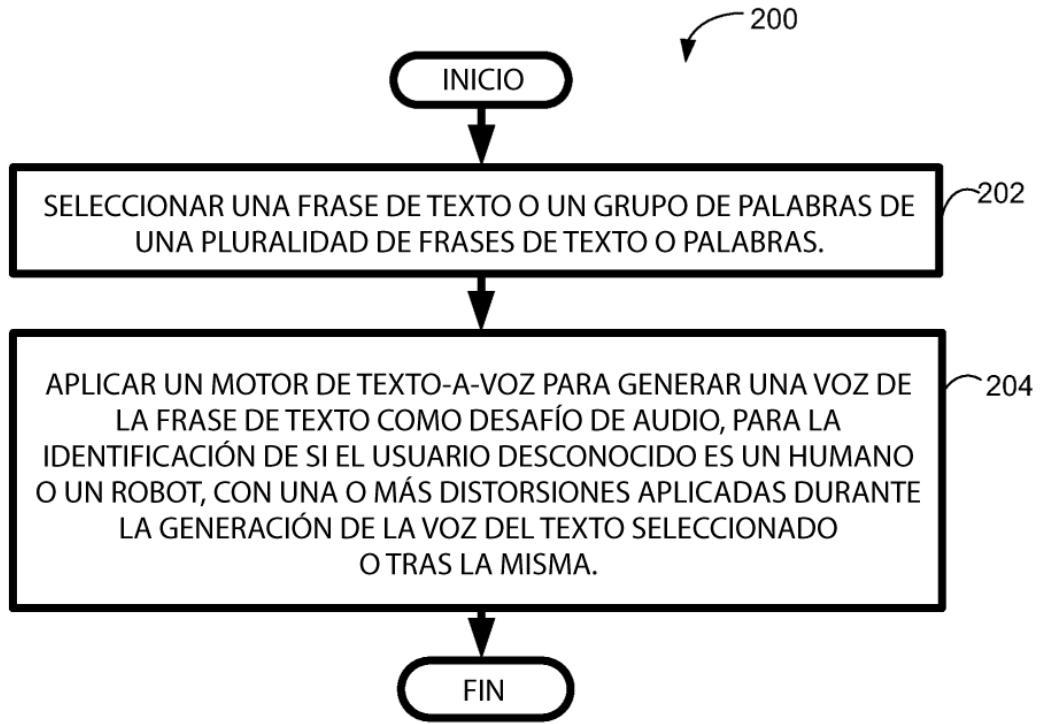 200
INICIO
SELECCIONAR UNA FRASE DE TEXTO O UN GRUPO DE PALABRAS DE
UNA PLURALIDAD DE FRASES DE TEXTO O PALABRAS.
202
APLICAR UN MOTOR DE TEXTO-A-VOZ PARA GENERAR UNA VOZ DE
LA FRASE DE TEXTO COMO DESAFÍO DE AUDIO, PARA LA
IDENTIFICACIÓN DE SI EL USUARIO DESCONOCIDO ES UN HUMANO
O UN ROBOT, CON UNA O MÁS DISTORSIONES APLICADAS DURANTE
LA GENERACIÓN DE LA VOZ DEL TEXTO SELECCIONADO
O TRAS LA MISMA.
204
FIN